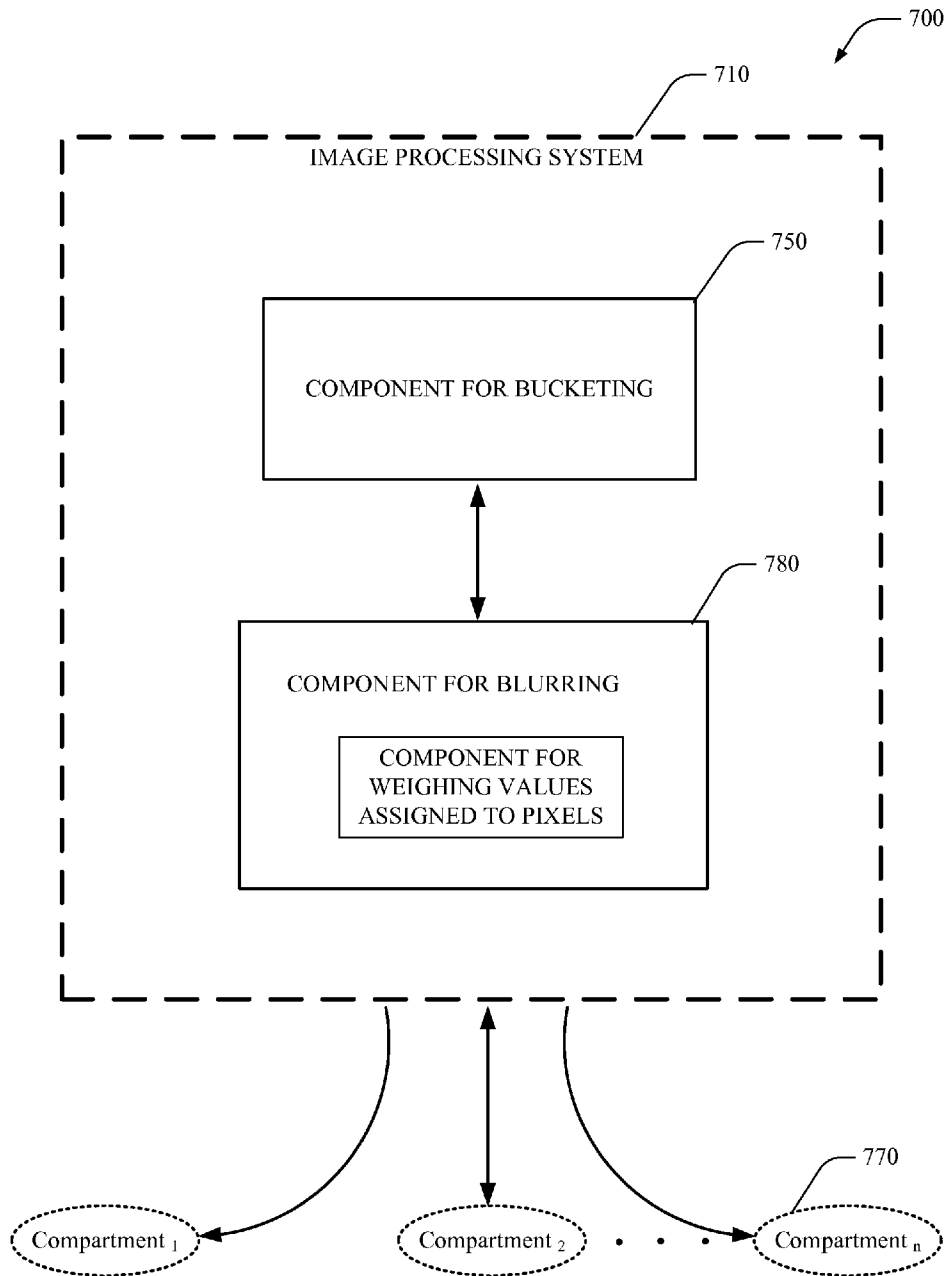 700
710
IMAGE PROCESSING SYSTEM
750
COMPONENT FOR BUCKETING
780
COMPONENT FOR BLURRING
COMPONENT FOR
WEIGHING VALUES
ASSIGNED TO PIXELS
770
Compartment 1
Compartment 2
. . .
Compartment n